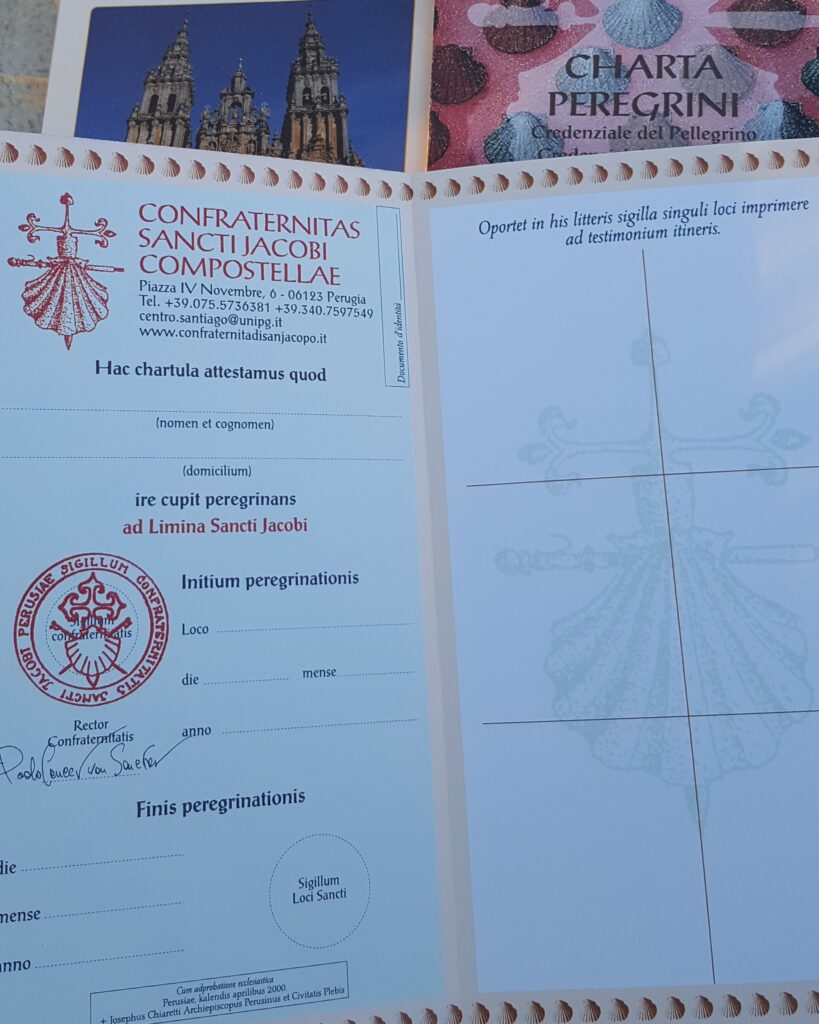 CHARTA
PEREGRINI
Credenziale del Pellegrino
CONFRATERNITAS
SANCTI JACOBI
COMPOSTELLAE
Piazza IV Novembre, 6 - 06123 Perugia
Tel. +39.075.5736381 +39.340.7597549
centro.santiago@unipg.it
www.confraternitadisanjacopo.it
Documento d'identità
Hac chartula attestamus quod
(nomen et cognomen)
(domicilium)
ire cupit peregrinans
ad Limina Sancti Jacobi
SIGILLUM CONFRATERNITATIS SANCTI JACOBI PERUSIAE
Sigillum
confraternitatis
Initium peregrinationis
Loco
die mense
anno
Rector
Confraternitatis
Finis peregrinationis
die
mense
anno
Sigillum
Loci Sancti
Cum adprobatione ecclesiastica
Perusiae, kalendis aprilibus 2000.
+ Josephus Chiaretti Archiepiscopus Perusinus et Civitatis Plebis
Oportet in his litteris sigilla singuli loci imprimere
ad testimonium itineris.